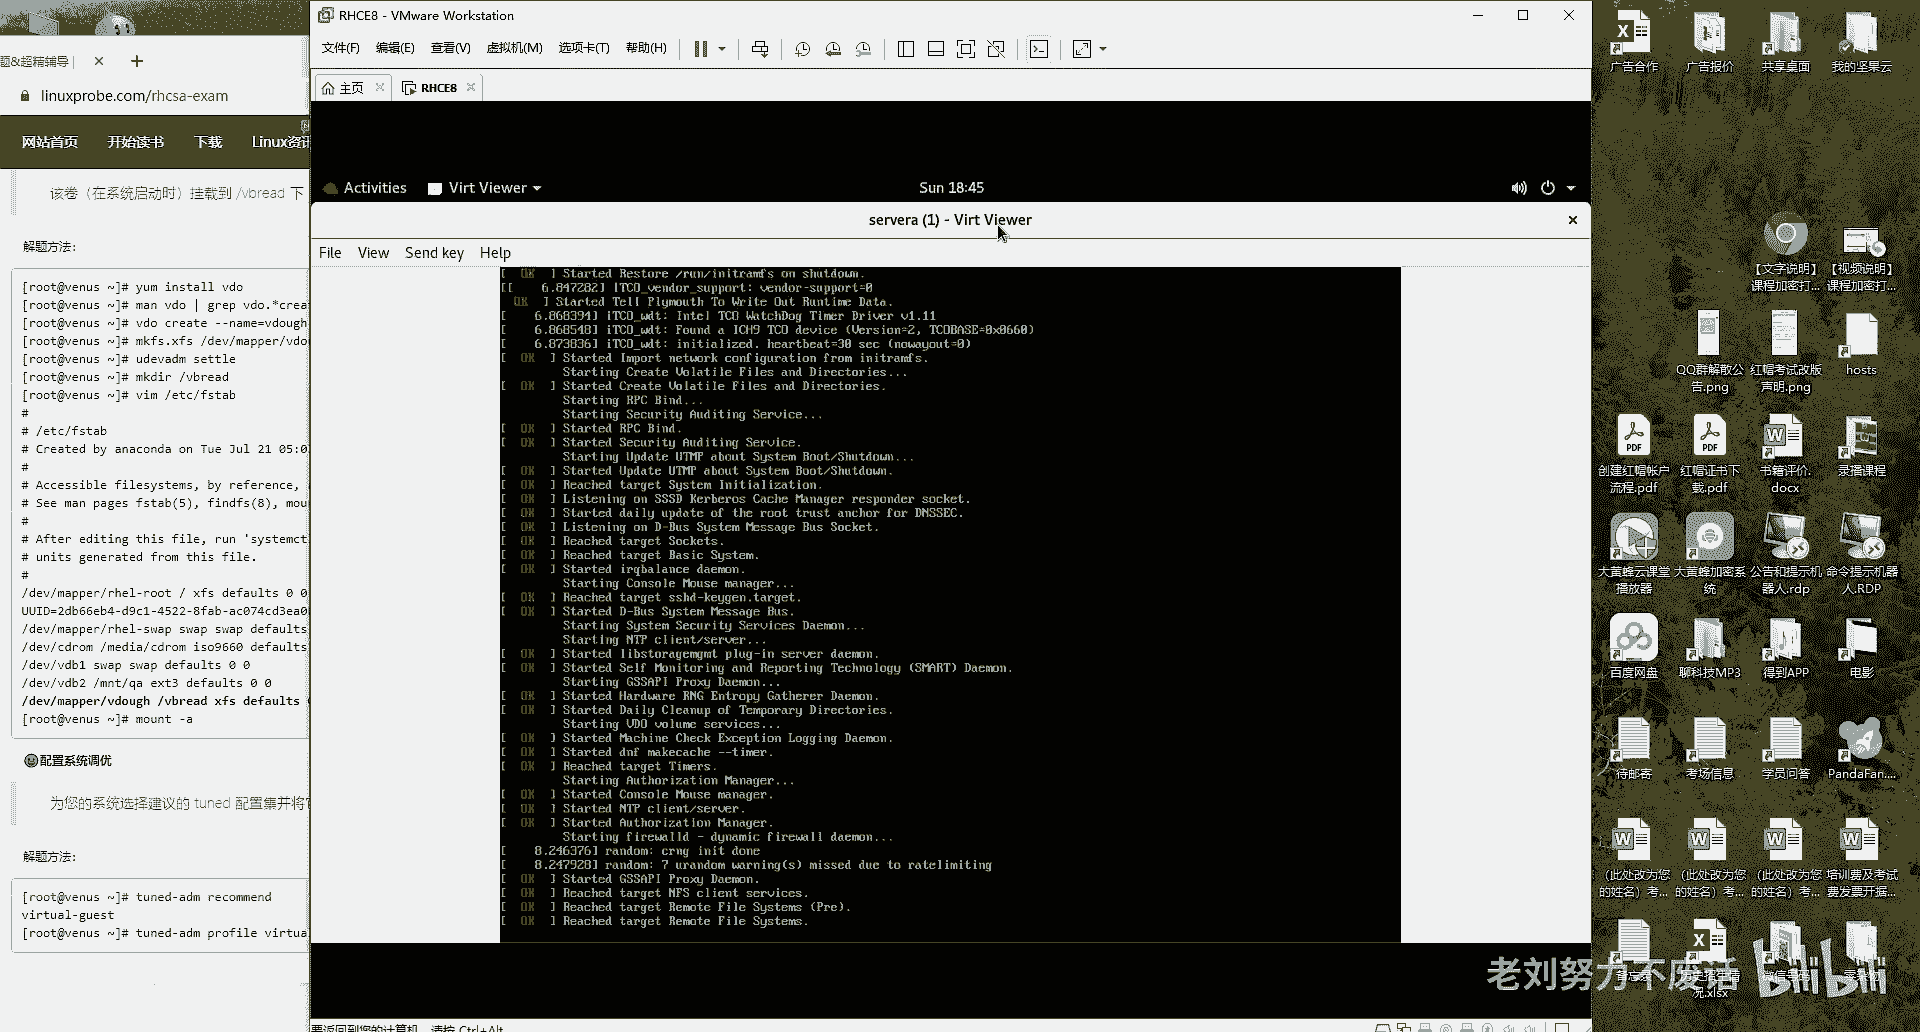 RHCE8 - VMware Workstation
文件(F) 编辑(E) 查看(V) 虚拟机(M) 选项卡(T) 帮助(H)
主页
RHCE8
题&超精辅导
linuxprobe.com/rhcsa-exam
网站首页 开始读书 下载 Linux资讯
该卷（在系统启动时）挂载到 /vbread 下
解题方法:
[root@venus ~]# yum install vdo
[root@venus ~]# man vdo | grep vdo.*crea
[root@venus ~]# vdo create --name=vdough
[root@venus ~]# mkfs.xfs /dev/mapper/vdo
[root@venus ~]# udevadm settle
[root@venus ~]# mkdir /vbread
[root@venus ~]# vim /etc/fstab
#
# /etc/fstab
# Created by anaconda on Tue Jul 21 05:0
#
# Accessible filesystems, by reference,
# See man pages fstab(5), findfs(8), mou
#
# After editing this file, run 'systemct
# units generated from this file.
#
/dev/mapper/rhel-root / xfs defaults 0 0
UUID=2db66eb4-d9c1-4522-8fab-ac074cd3ea0
/dev/mapper/rhel-swap swap swap defaults
/dev/cdrom /media/cdrom iso9660 defaults
/dev/vdb1 swap swap defaults 0 0
/dev/vdb2 /mnt/qa ext3 defaults 0 0
/dev/mapper/vdough /vbread xfs defaults
[root@venus ~]# mount -a
配置系统调优
为您的系统选择建议的 tuned 配置集并将
解题方法:
[root@venus ~]# tuned-adm recommend
virtual-guest
[root@venus ~]# tuned-adm profile virtua
Activities Virt Viewer
Sun 18:45
servera (1) - Virt Viewer
File View Send key Help
[ OK ] Started Restore /run/initramfs on shutdown.
[[ 6.847282] iTCO_vendor_support: vendor-support=0
OK ] Started Tell Plymouth To Write Out Runtime Data.
[ 6.868394] iTCO_wdt: Intel TCO WatchDog Timer Driver v1.11
[ 6.868548] iTCO_wdt: Found a ICH9 TCO device (Version=2, TCOBASE=0x0660)
[ 6.873836] iTCO_wdt: initialized. heartbeat=30 sec (nowayout=0)
[ OK ] Started Import network configuration from initramfs.
Starting Create Volatile Files and Directories...
[ OK ] Started Create Volatile Files and Directories.
Starting RPC Bind...
Starting Security Auditing Service...
[ OK ] Started RPC Bind.
[ OK ] Started Security Auditing Service.
Starting Update UTMP about System Boot/Shutdown...
[ OK ] Started Update UTMP about System Boot/Shutdown.
[ OK ] Reached target System Initialization.
[ OK ] Listening on SSSD Kerberos Cache Manager responder socket.
[ OK ] Started daily update of the root trust anchor for DNSSEC.
[ OK ] Listening on D-Bus System Message Bus Socket.
[ OK ] Reached target Sockets.
[ OK ] Reached target Basic System.
[ OK ] Started irqbalance daemon.
Starting Console Mouse manager...
[ OK ] Reached target sshd-keygen.target.
[ OK ] Started D-Bus System Message Bus.
Starting System Security Services Daemon...
Starting NTP client/server...
[ OK ] Started libstoragemgmt plug-in server daemon.
[ OK ] Started Self Monitoring and Reporting Technology (SMART) Daemon.
Starting GSSAPI Proxy Daemon...
[ OK ] Started Hardware RNG Entropy Gatherer Daemon.
[ OK ] Started Daily Cleanup of Temporary Directories.
Starting VDO volume services...
[ OK ] Started Machine Check Exception Logging Daemon.
[ OK ] Started dnf makecache --timer.
[ OK ] Reached target Timers.
Starting Authorization Manager...
[ OK ] Started Console Mouse manager.
[ OK ] Started NTP client/server.
[ OK ] Started Authorization Manager.
Starting firewalld - dynamic firewall daemon...
[ 8.246376] random: crng init done
[ 8.247928] random: 7 urandom warning(s) missed due to ratelimiting
[ OK ] Started GSSAPI Proxy Daemon.
[ OK ] Reached target NFS client services.
[ OK ] Reached target Remote File Systems (Pre).
[ OK ] Reached target Remote File Systems.
广告合作 广告报价 共享桌面 我的坚果云
【文字说明】 【视频说明】
课程加密打... 课程加密打...
QQ群解散公 红帽考试改版 hosts
告.png 声明.png
创建红帽帐户 红帽证书下 书籍评价. 录播课程
流程.pdf 载.pdf docx
大黄蜂云课堂 大黄蜂加密系 公告和提示机 命令提示机器
播放器 统 器人.rdp 人.RDP
百度网盘 聊科技MP3 得到APP 电影
待邮寄 考场信息 学员问答 PandaFan....
（此处改为您 （此处改为您 （此处改为您 培训费及考试
的姓名）考... 的姓名）考... 的姓名）考... 费发票开据...
老刘努力不废话 bilibili
况.xlsx